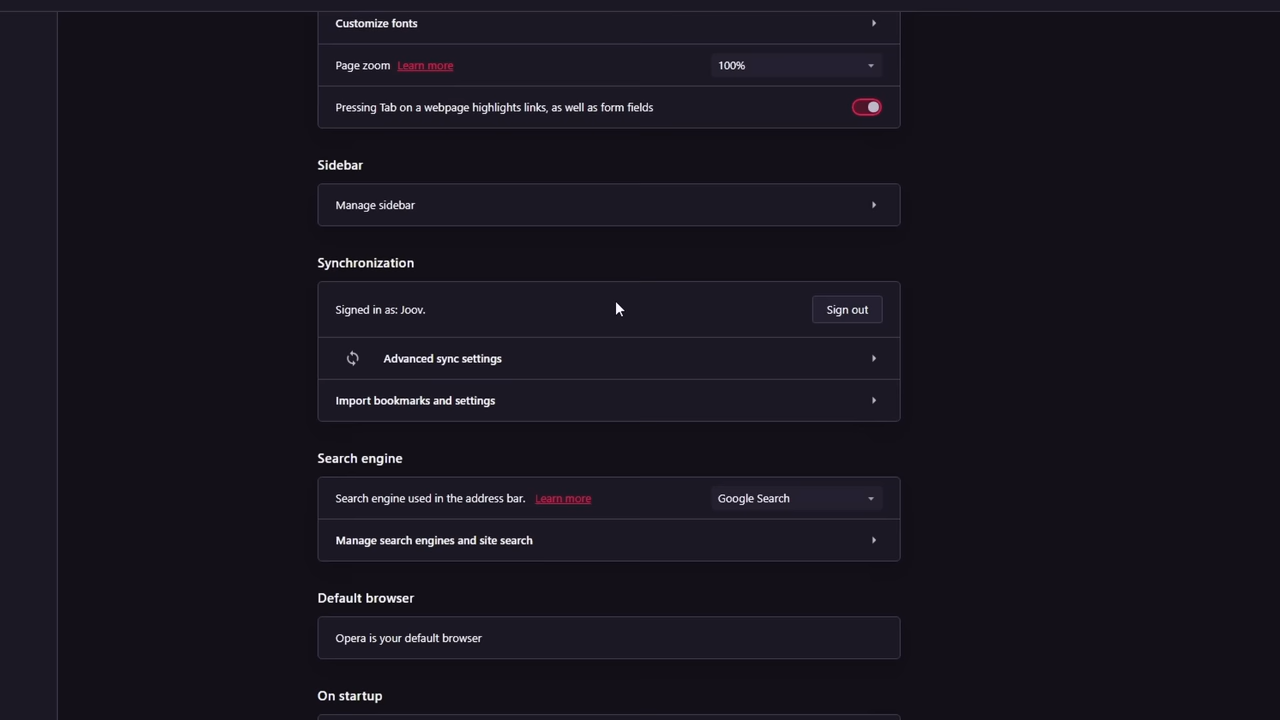 Customize fonts
Page zoom Learn more 100%
Pressing Tab on a webpage highlights links, as well as form fields
Sidebar
Manage sidebar
Synchronization
Signed in as: Joov. Sign out
Advanced sync settings
Import bookmarks and settings
Search engine
Search engine used in the address bar. Learn more Google Search
Manage search engines and site search
Default browser
Opera is your default browser
On startup